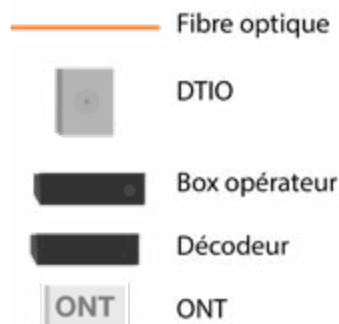 Fibre optique
DTIO
Box opérateur
Décodeur
ONT ONT